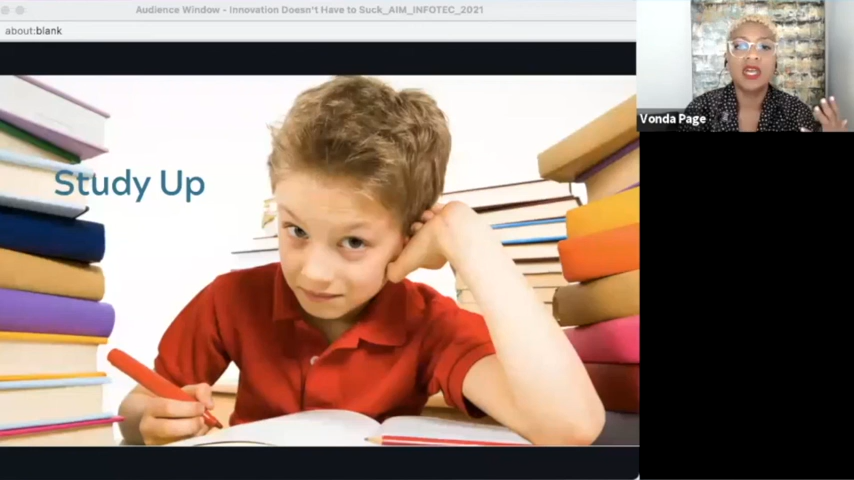 Audience Window - Innovation Doesn't Have to Suck_AIM_INFOTEC_2021
about:blank
Study Up
Vonda Page